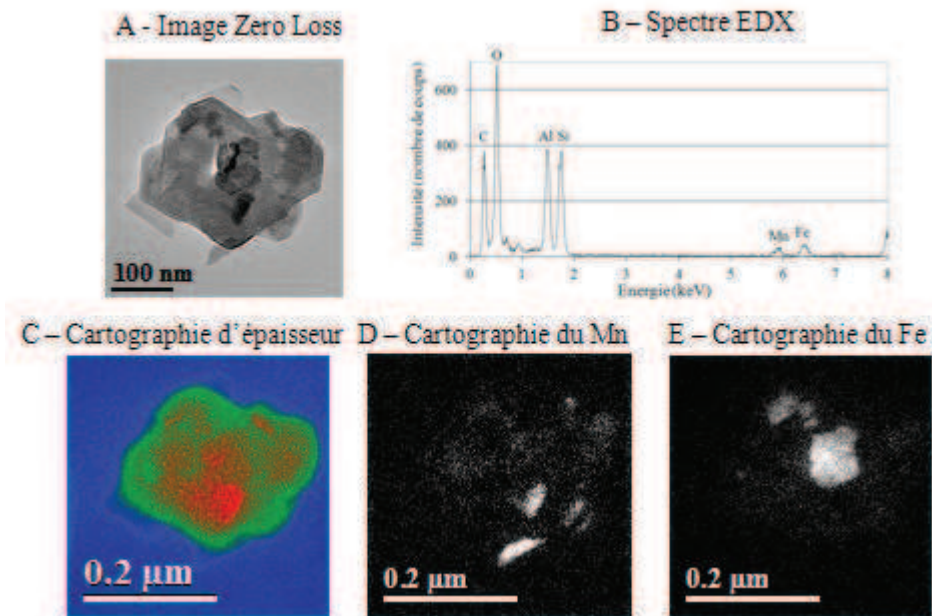 A - Image Zero Loss
100 nm
B – Spectre EDX
Intensité (nombre de coups)
600
400
200
0
O
C
Al Si
Mn
Fe
0 1 2 3 4 5 6 7 8
Energie (keV)
C – Cartographie d’épaisseur
0.2 µm
D – Cartographie du Mn
0.2 µm
E – Cartographie du Fe
0.2 µm